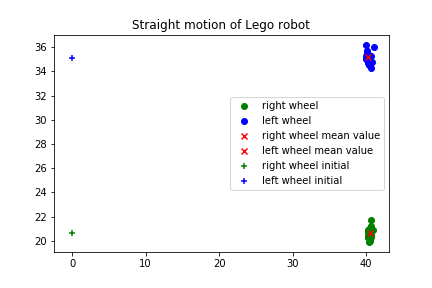 Straight motion of Lego robot
36
34
32
30
28
26
24
22
20
right wheel
left wheel
right wheel mean value
left wheel mean value
right wheel initial
left wheel initial
0
10
20
30
40